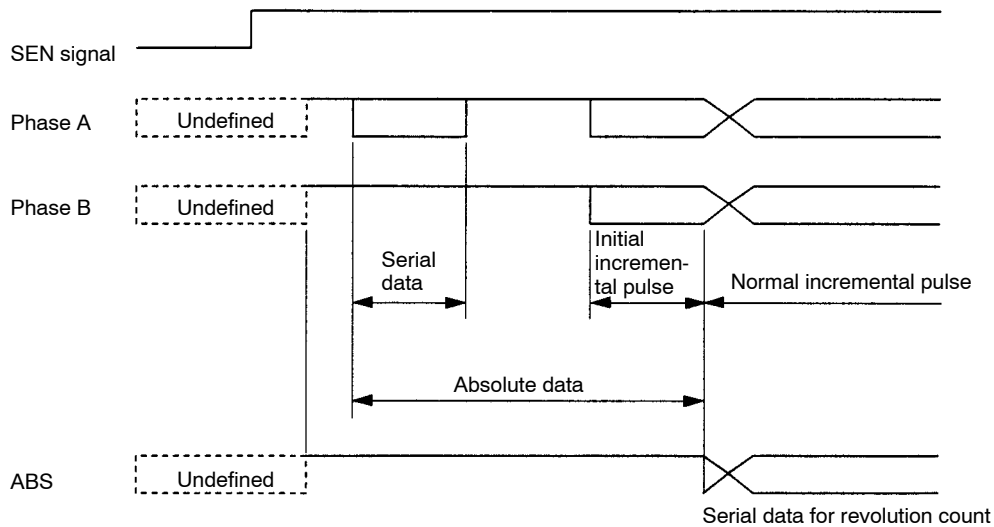 SEN signal
Phase A
Undefined
Phase B
Undefined
Serial
data
Initial
incremen-
tal pulse
Normal incremental pulse
Absolute data
ABS
Undefined
Serial data for revolution count